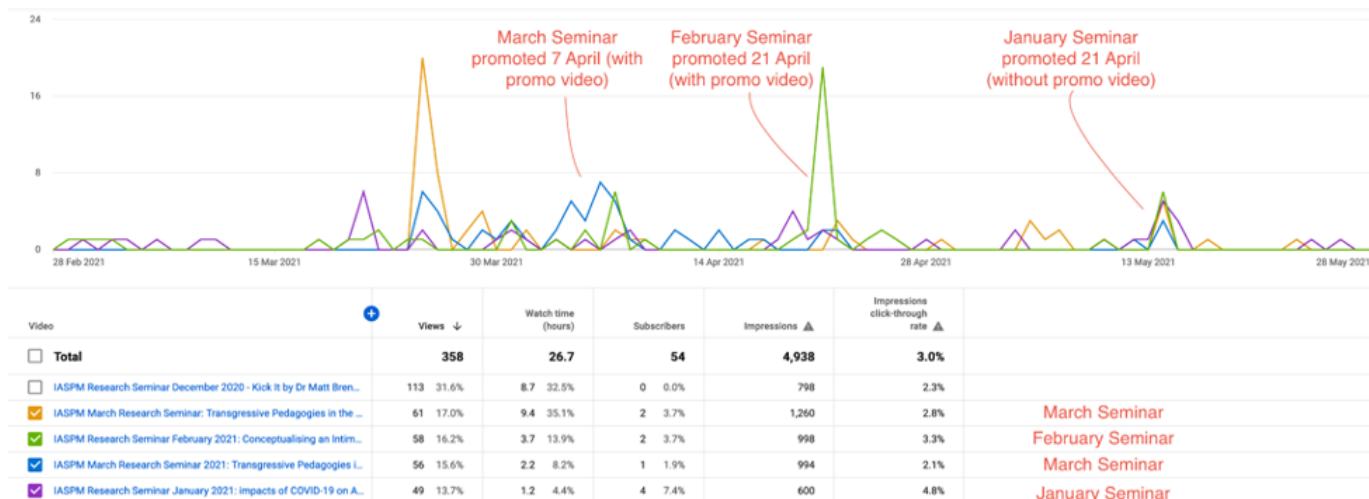 24
March Seminar
promoted 7 April (with
promo video)
February Seminar
promoted 21 April
(with promo video)
January Seminar
promoted 21 April
(without promo video)
16
8
0
28 Feb 2021 15 Mar 2021 30 Mar 2021 14 Apr 2021 28 Apr 2021 13 May 2021 28 May 2021
Video Views Watch time (hours) Subscribers Impressions Impressions click-through rate
Total 358 26.7 54 4,938 3.0%
IASPM Research Seminar December 2020 - Kick It by Dr Matt Bren... 113 31.6% 8.7 32.5% 0 0.0% 798 2.3%
IASPM March Research Seminar: Transgressive Pedagogies in the ... 61 17.0% 9.4 35.1% 2 3.7% 1,260 2.8% March Seminar
IASPM Research Seminar February 2021: Conceptualising an Intim... 58 16.2% 3.7 13.9% 2 3.7% 998 3.3% February Seminar
IASPM March Research Seminar 2021: Transgressive Pedagogies i... 56 15.6% 2.2 8.2% 1 1.9% 994 2.1% March Seminar
IASPM Research Seminar January 2021: impacts of COVID-19 on A... 49 13.7% 1.2 4.4% 4 7.4% 600 4.8% January Seminar